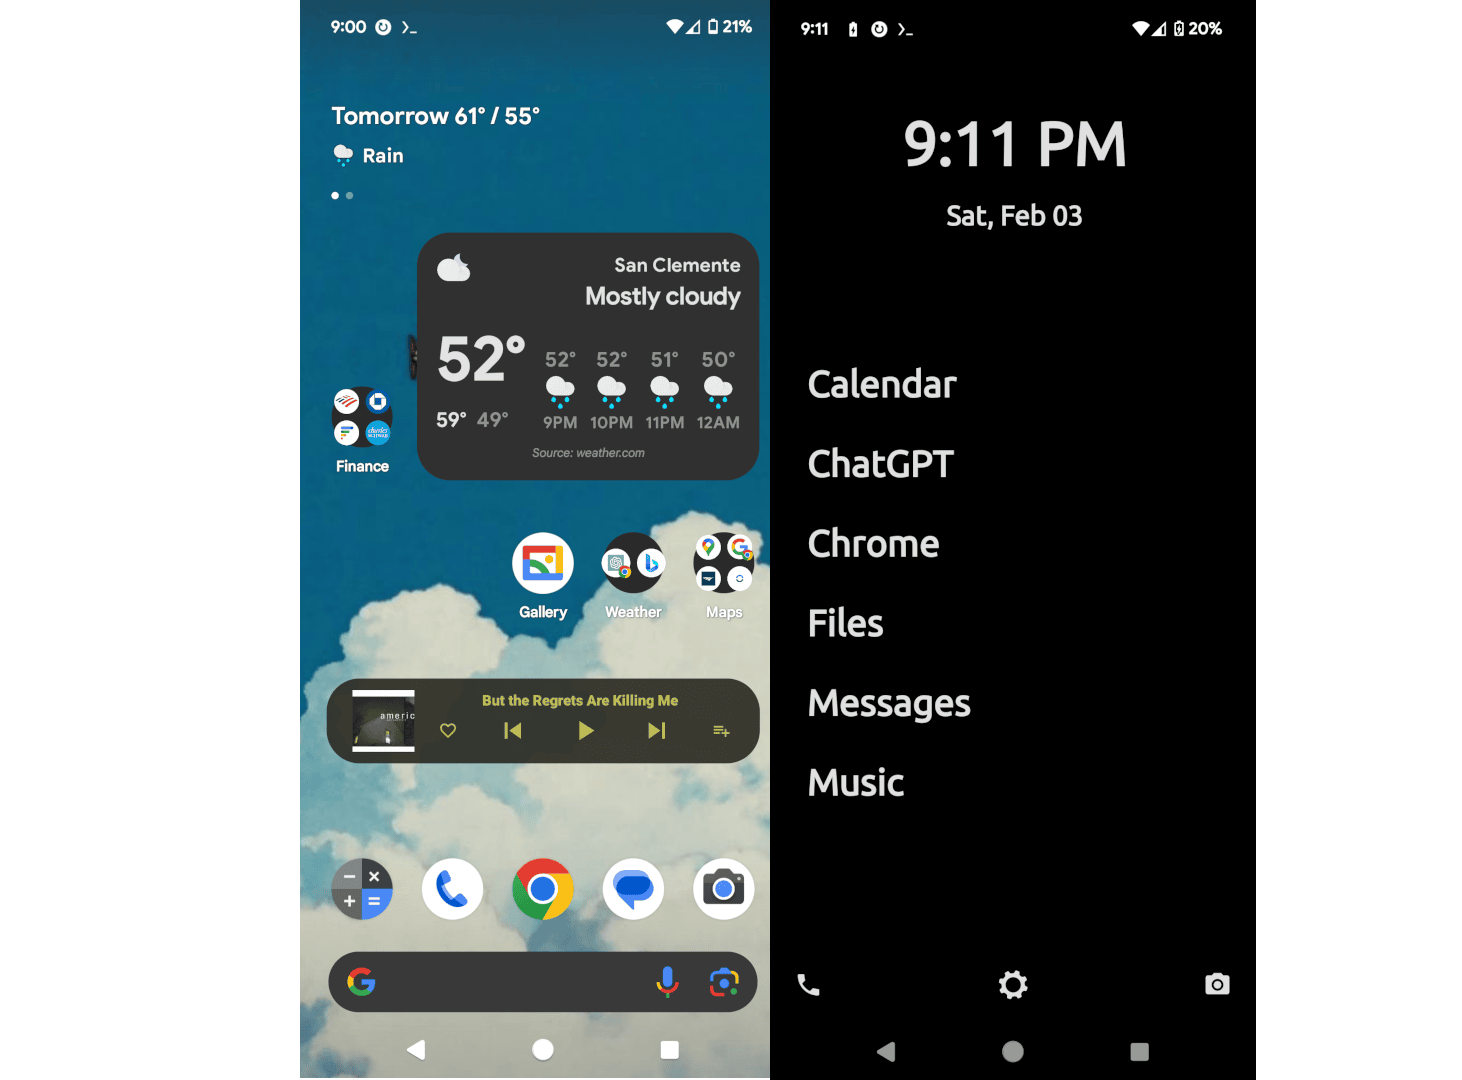 9:00
21%
Tomorrow 61° / 55°
Rain
San Clemente
Mostly cloudy
52°
52° 52° 51° 50°
59° 49°
9PM 10PM 11PM 12AM
Source: weather.com
charles
SCHWAB
Finance
Gallery
Weather
Maps
But the Regrets Are Killing Me
americ
9:11
20%
9:11 PM
Sat, Feb 03
Calendar
ChatGPT
Chrome
Files
Messages
Music